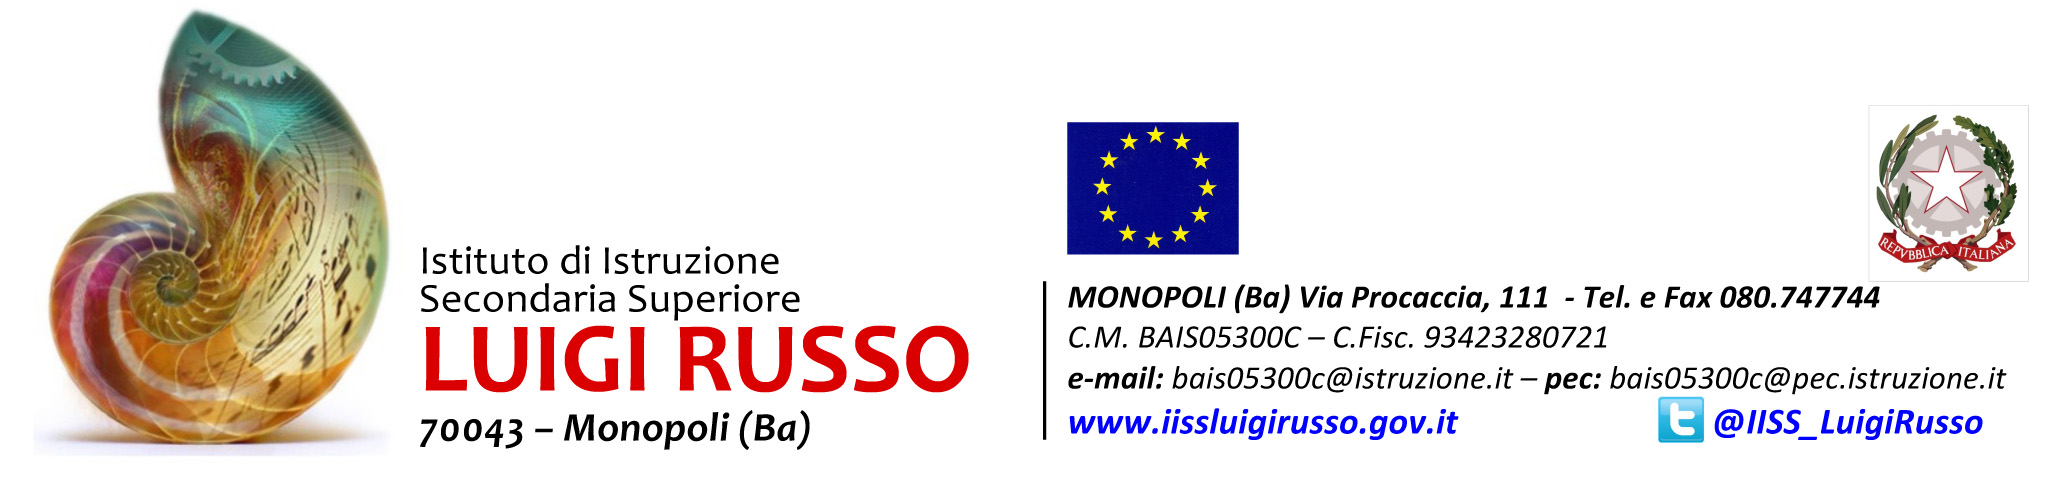 Istituto di Istruzione
Secondaria Superiore
LUIGI RUSSO
70043 – Monopoli (Ba)
REPVBBLICA ITALIANA
MONOPOLI (Ba) Via Procaccia, 111 - Tel. e Fax 080.747744
C.M. BAIS05300C – C.Fisc. 93423280721
e-mail: bais05300c@istruzione.it – pec: bais05300c@pec.istruzione.it
www.iissluigirusso.gov.it
@IISS_LuigiRusso